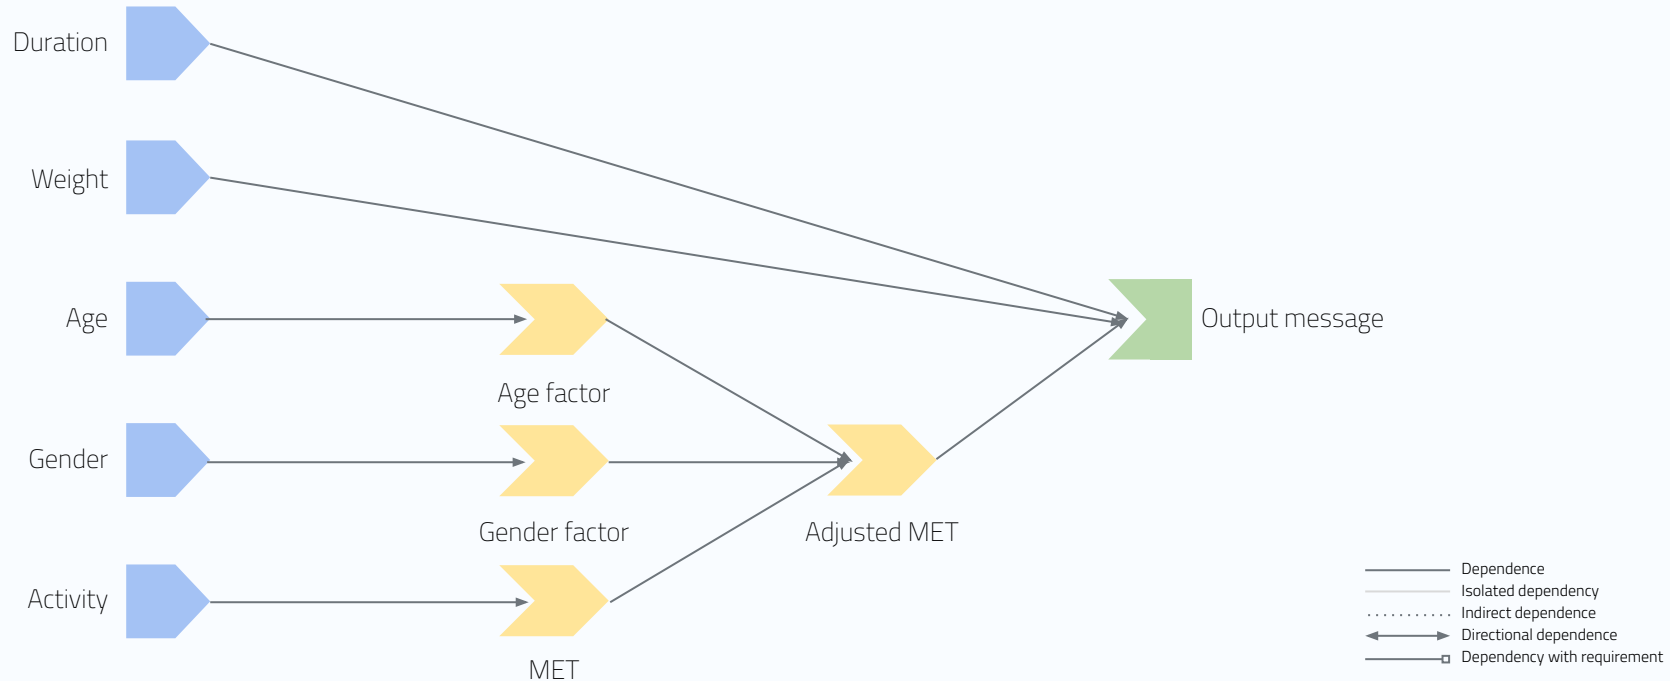 Duration
Weight
Age
Output message
Age factor
Gender
Gender factor
Adjusted MET
Activity
MET
Dependence
Isolated dependency
Indirect dependence
Directional dependence
Dependency with requirement